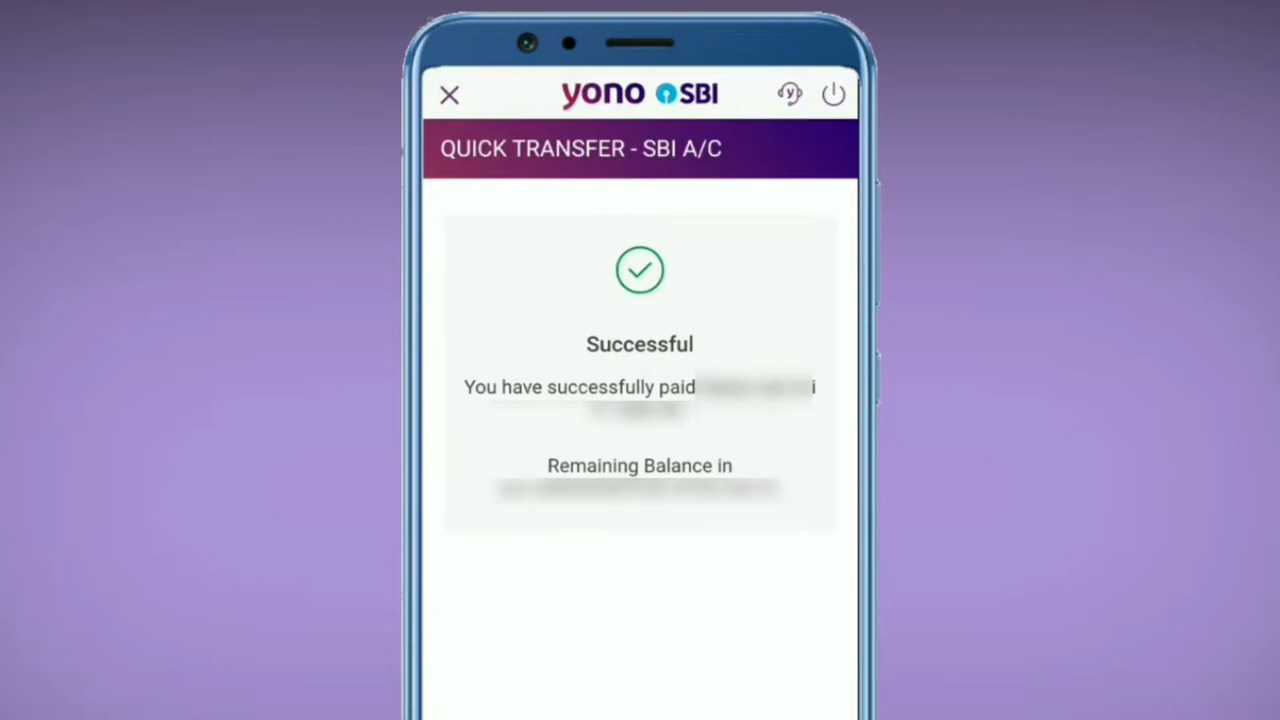 yono SBI
QUICK TRANSFER - SBI A/C
Successful
You have successfully paid
Remaining Balance in